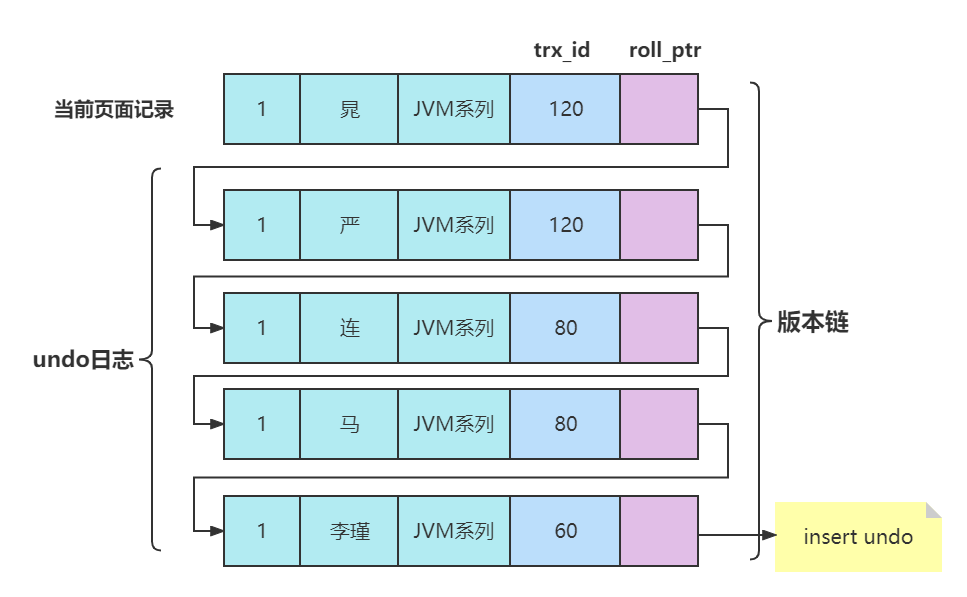 trx_id roll_ptr
当前页面记录 1 晁 JVM系列 120
1 严 JVM系列 120
1 连 JVM系列 80
版本链
undo日志
1 马 JVM系列 80
1 李瑾 JVM系列 60
insert undo